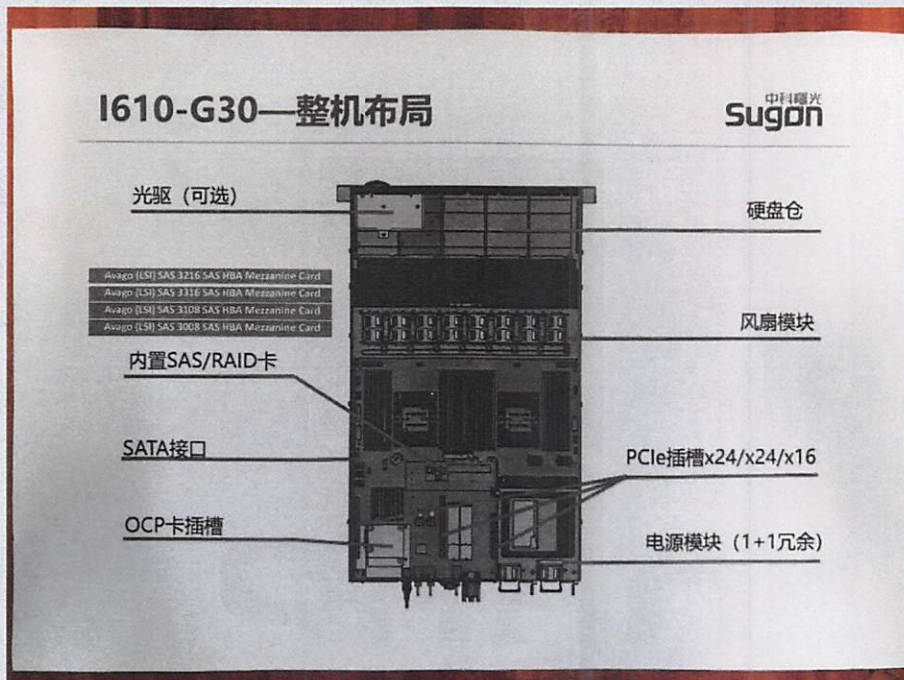 I610-G30—整机布局
中科曙光
Sugon
光驱（可选）
硬盘仓
Avago (LSI) SAS 3216 SAS HBA Mezzanine Card
Avago (LSI) SAS 3316 SAS HBA Mezzanine Card
Avago (LSI) SAS 3108 SAS HBA Mezzanine Card
Avago (LSI) SAS 3008 SAS HBA Mezzanine Card
风扇模块
内置SAS/RAID卡
SATA接口
PCIe插槽x24/x24/x16
OCP卡插槽
电源模块（1+1冗余）